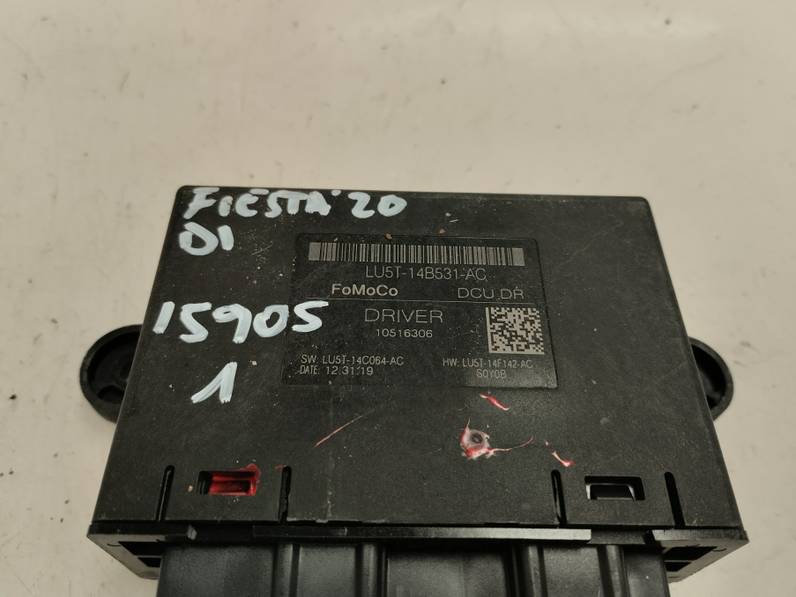 FIESTA'20
DI
15905
1
LU5T-14B531-AC
FoMoCo DCU DR
DRIVER
10516306
SW: LU5T-14C064-AC HW: LU5T-14F142-AC
DATE: 12.31.19 S0Y0B